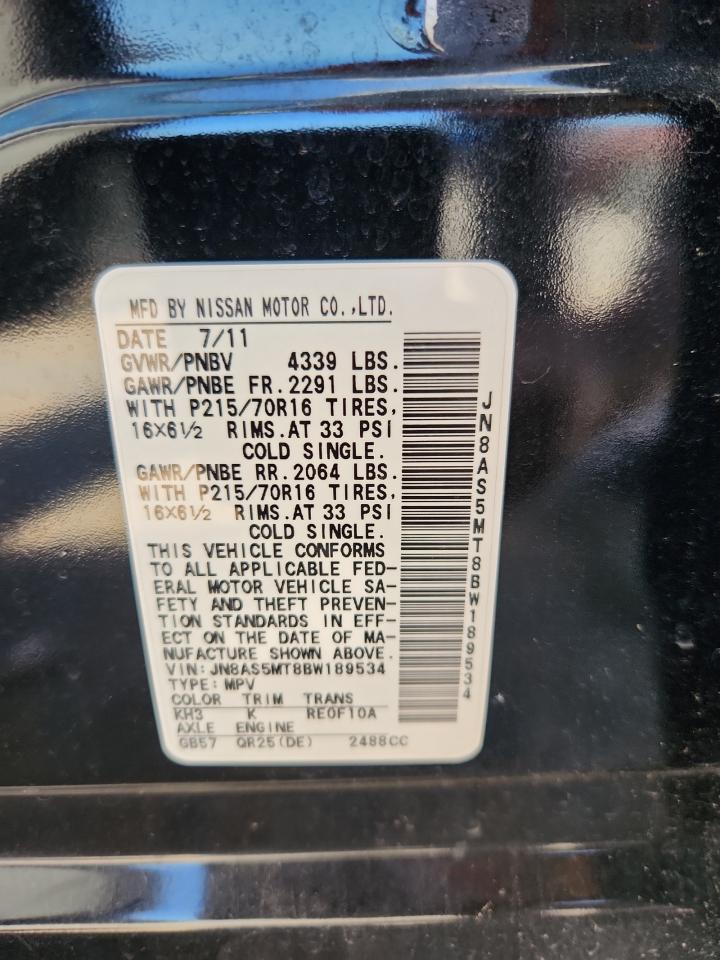 MFD BY NISSAN MOTOR CO.,LTD.
DATE 7/11
GVWR/PNBV 4339 LBS.
GAWR/PNBE FR.2291 LBS.
WITH P215/70R16 TIRES,
16×6½ RIMS.AT 33 PSI
COLD SINGLE.
GAWR/PNBE RR.2064 LBS.
WITH P215/70R16 TIRES,
16×6½ RIMS.AT 33 PSI
COLD SINGLE.
THIS VEHICLE CONFORMS
TO ALL APPLICABLE FED-
ERAL MOTOR VEHICLE SA-
FETY AND THEFT PREVEN-
TION STANDARDS IN EFF-
ECT ON THE DATE OF MA-
NUFACTURE SHOWN ABOVE.
VIN:JN8AS5MT8BW189534
TYPE:MPV
COLOR TRIM TRANS
KH3 K RE0F10A
AXLE ENGINE
GB57 QR25(DE) 2488CC
JN8AS5MT8BW189534